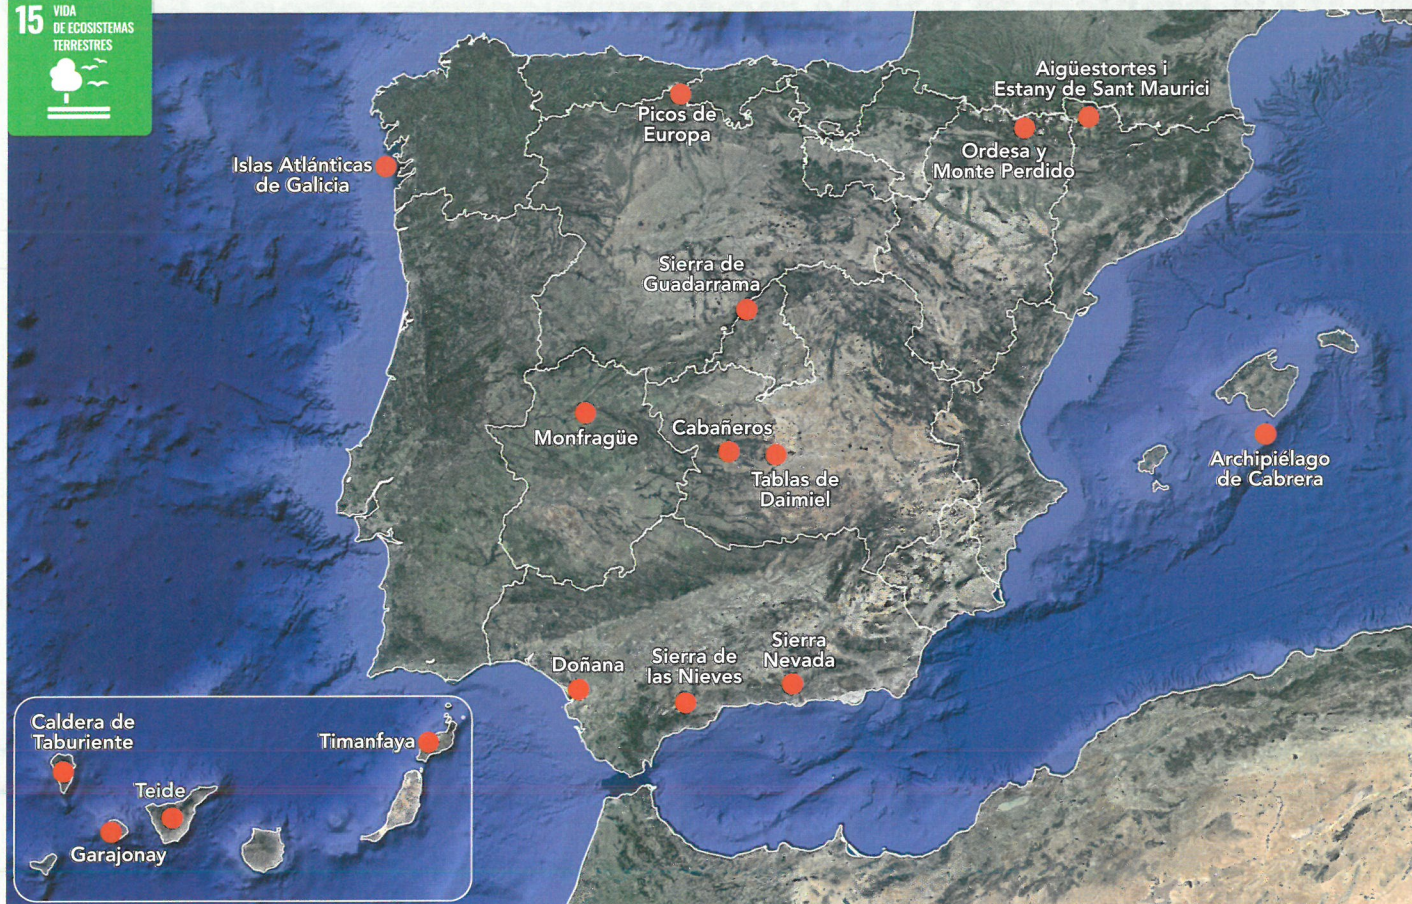 15 VIDA
DE ECOSISTEMAS
TERRESTRES
Aigüestortes i
Estany de Sant Maurici
Picos de
Europa
Ordesa y
Monte Perdido
Islas Atlánticas
de Galicia
Sierra de
Guadarrama
Monfragüe
Cabañeros
Tablas de
Daimiel
Archipiélago
de Cabrera
Doñana
Sierra de
las Nieves
Sierra
Nevada
Caldera de
Taburiente
Timanfaya
Teide
Garajonay